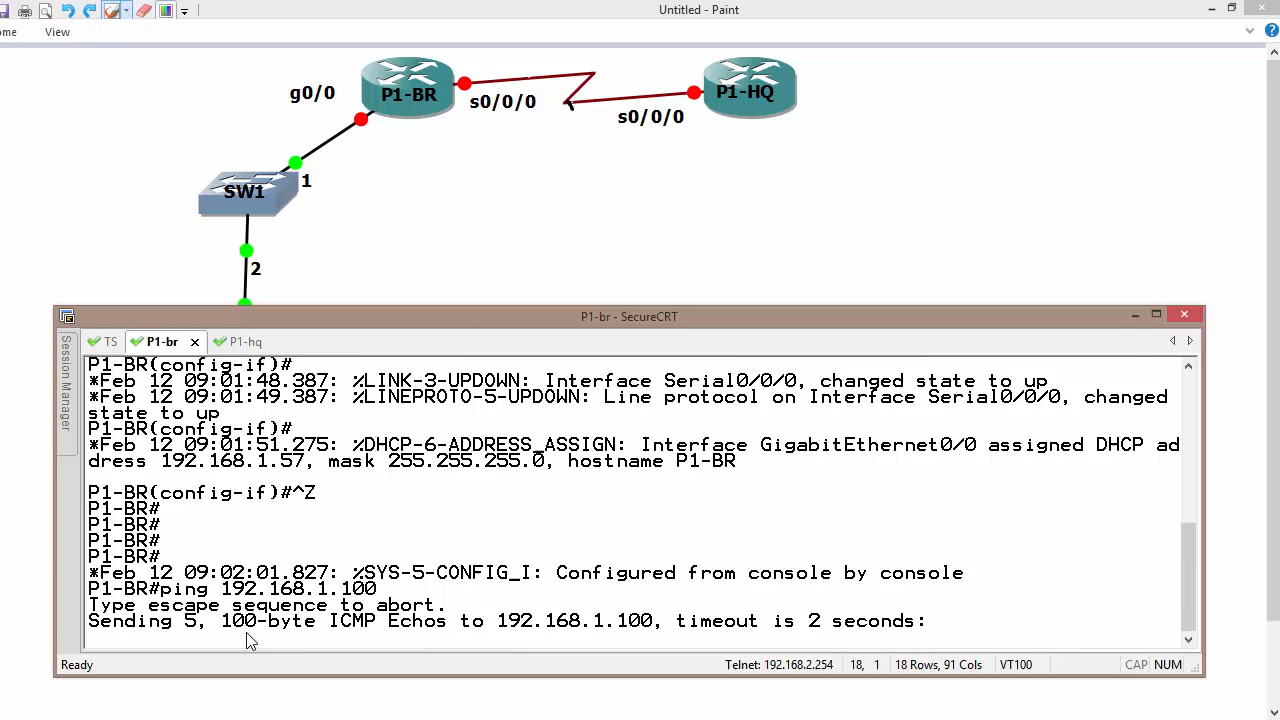 Untitled - Paint
ome
View
g0/0
P1-BR
s0/0/0
P1-HQ
s0/0/0
SW1
1
2
P1-br - SecureCRT
Session Manager
TS
P1-br
P1-hq
P1-BR(config-if)#
*Feb 12 09:01:48.387: %LINK-3-UPDOWN: Interface Serial0/0/0, changed state to up
*Feb 12 09:01:49.387: %LINEPROTO-5-UPDOWN: Line protocol on Interface Serial0/0/0, changed
state to up
P1-BR(config-if)#
*Feb 12 09:01:51.275: %DHCP-6-ADDRESS_ASSIGN: Interface GigabitEthernet0/0 assigned DHCP ad
dress 192.168.1.57, mask 255.255.255.0, hostname P1-BR
P1-BR(config-if)#^Z
P1-BR#
P1-BR#
P1-BR#
P1-BR#
*Feb 12 09:02:01.827: %SYS-5-CONFIG_I: Configured from console by console
P1-BR#ping 192.168.1.100
Type escape sequence to abort.
Sending 5, 100-byte ICMP Echos to 192.168.1.100, timeout is 2 seconds:
Ready
Telnet: 192.168.2.254
18, 1
18 Rows, 91 Cols
VT100
CAP
NUM